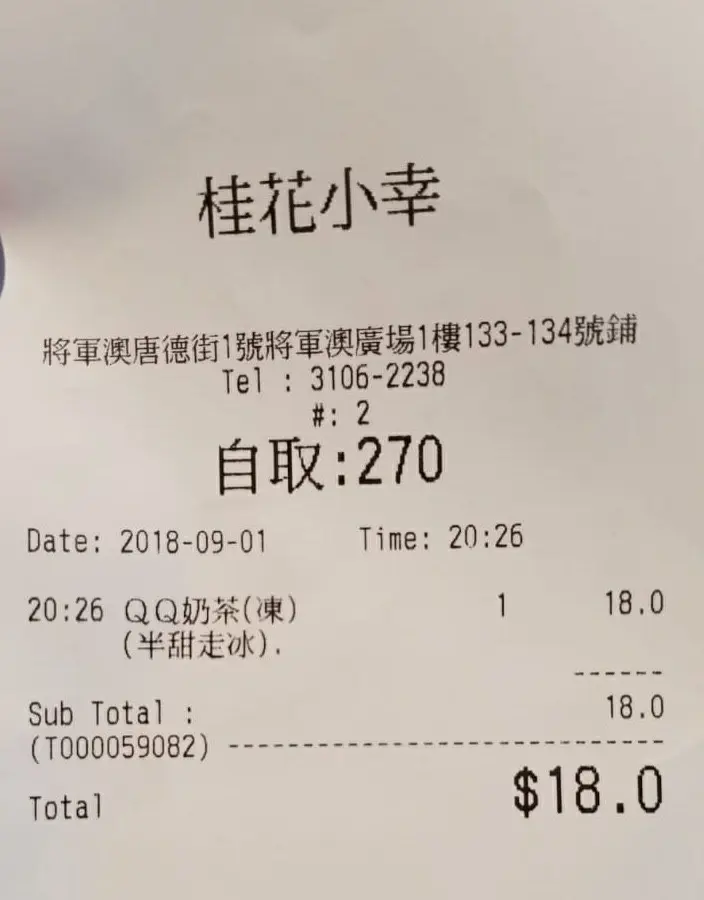 桂花小幸
將軍澳唐德街1號將軍澳廣場1樓133-134號鋪
Tel : 3106-2238
#: 2
自取:270
Date: 2018-09-01 Time: 20:26
20:26 QQ奶茶(凍) 1 18.0
(半甜走冰).
------
Sub Total : 18.0
(T000059082) -----------------------------------
Total $18.0